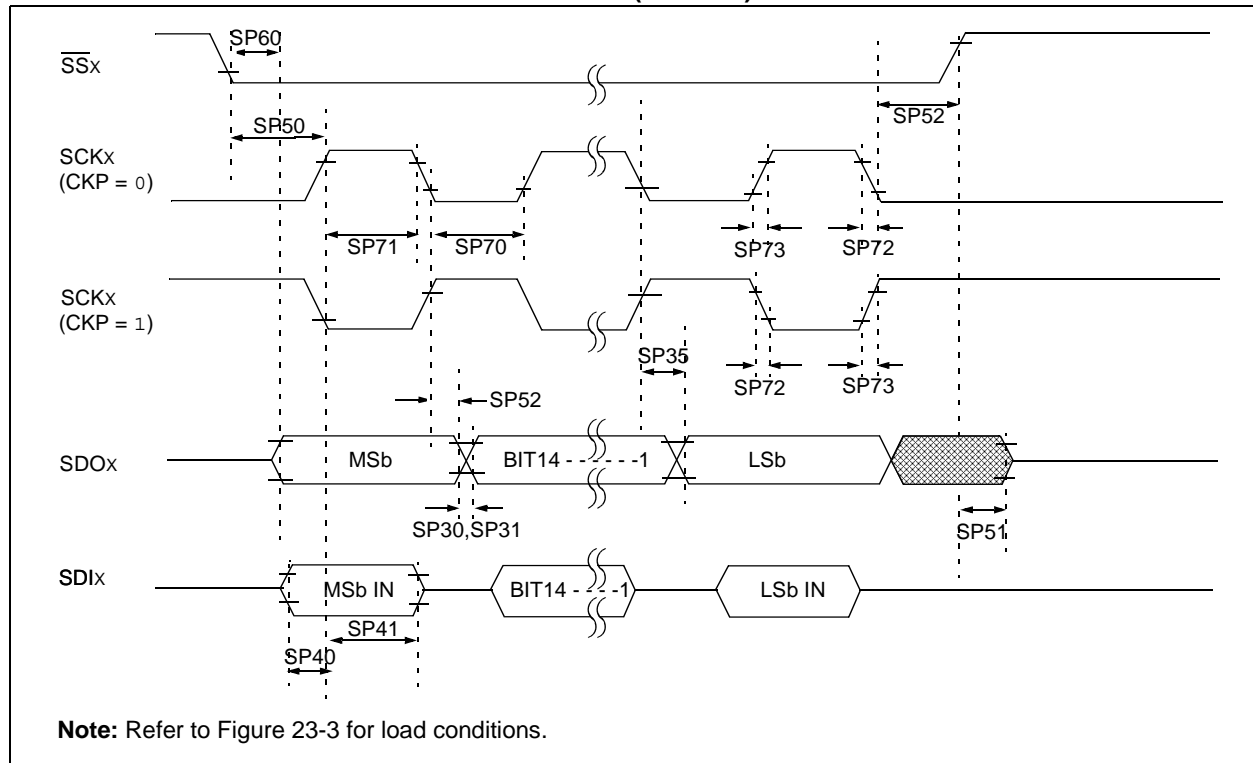 SP60
SSX
SP52
SP50
SCKX
(CKP = 0)
SP71
SP70
SP73
SP72
SCKX
(CKP = 1)
SP35
SP72
SP73
SP52
SDOX
MSb
BIT14 - - - - - -1
LSb
SP30,SP31
SP51
SDIX
MSb IN
BIT14 - - - -1
LSb IN
SP41
SP40
Note: Refer to Figure 23-3 for load conditions.